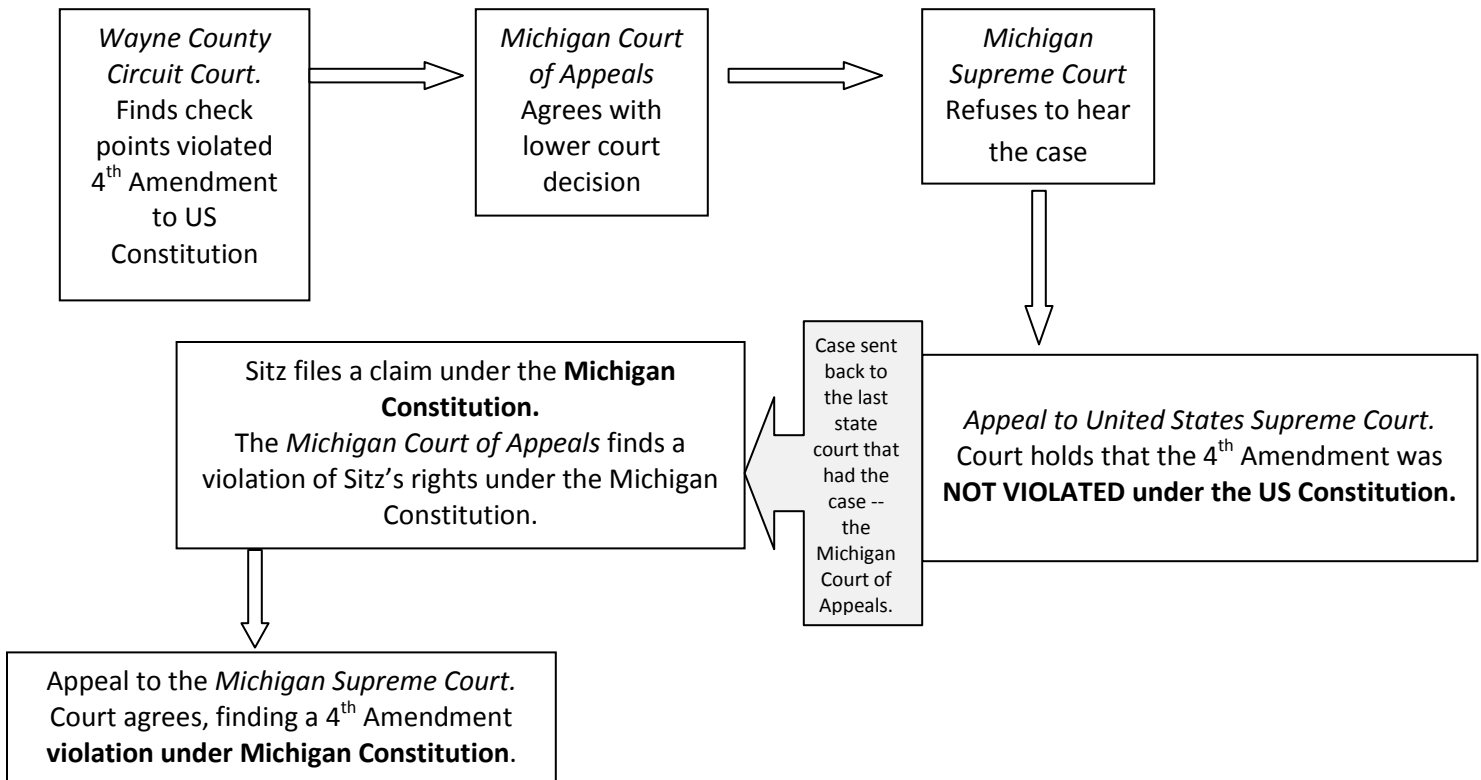 Wayne County
Circuit Court.
Finds check
points violated
4th Amendment
to US
Constitution
Michigan Court
of Appeals
Agrees with
lower court
decision
Michigan
Supreme Court
Refuses to hear
the case
Appeal to United States Supreme Court.
Court holds that the 4th Amendment was
NOT VIOLATED under the US Constitution.
Case sent
back to
the last
state
court that
had the
case --
the
Michigan
Court of
Appeals.
Sitz files a claim under the Michigan
Constitution.
The Michigan Court of Appeals finds a
violation of Sitz’s rights under the Michigan
Constitution.
Appeal to the Michigan Supreme Court.
Court agrees, finding a 4th Amendment
violation under Michigan Constitution.